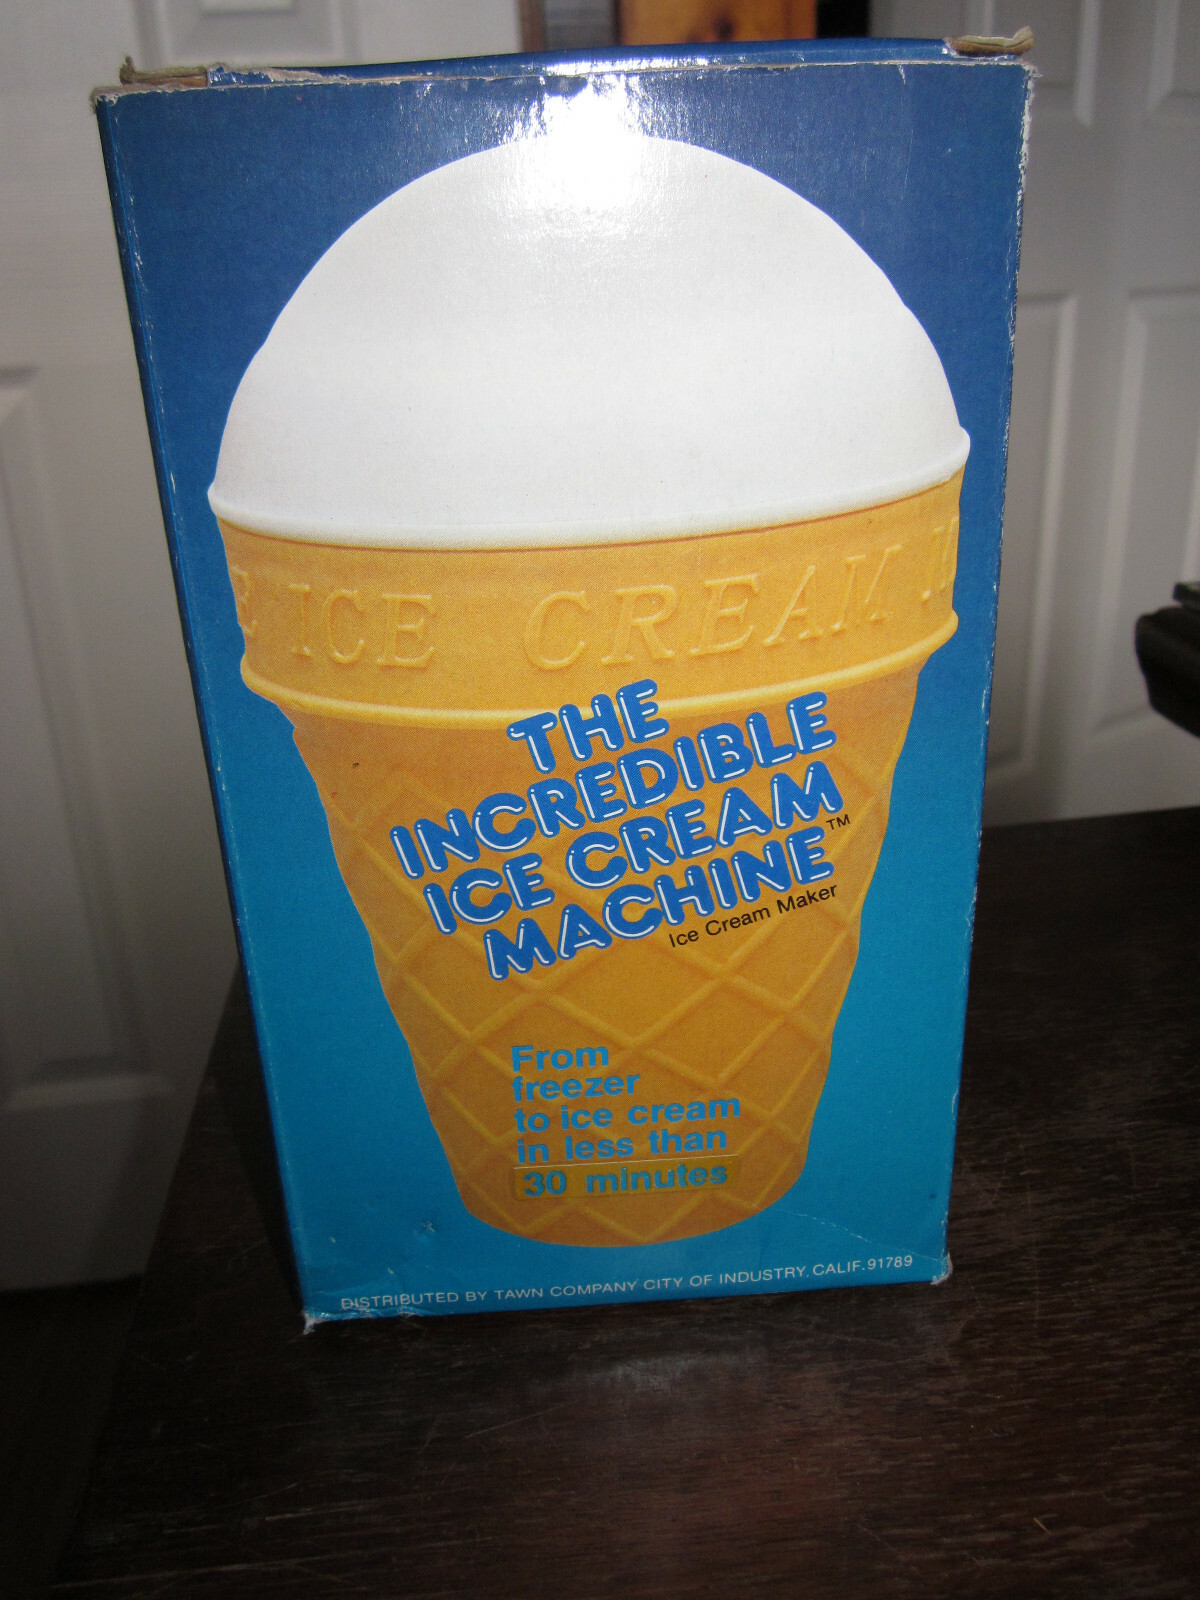 E ICE CREAM M
THE
INCREDIBLE
ICE CREAM
MACHINE™
Ice Cream Maker
From
freezer
to ice cream
in less than
30 minutes
DISTRIBUTED BY TAWN COMPANY CITY OF INDUSTRY, CALIF. 91789